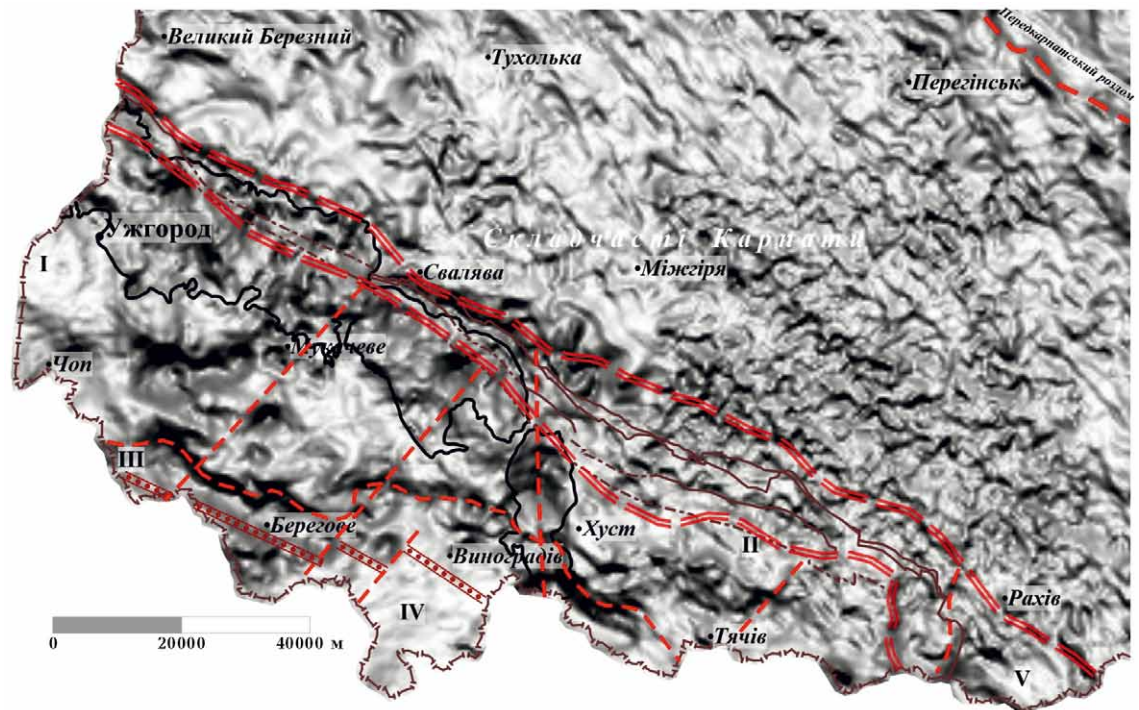 Великий Березний
Тухолька
Перегінськ
Передкарпатський розлом
Ужгород
Складчасті Карпати
I
Свалява
Міжгіря
Чоп
Мукачеве
III
Берегове
Хуст
II
Виноградів
IV
Рахів
Тячів
V
0 20000 40000 м